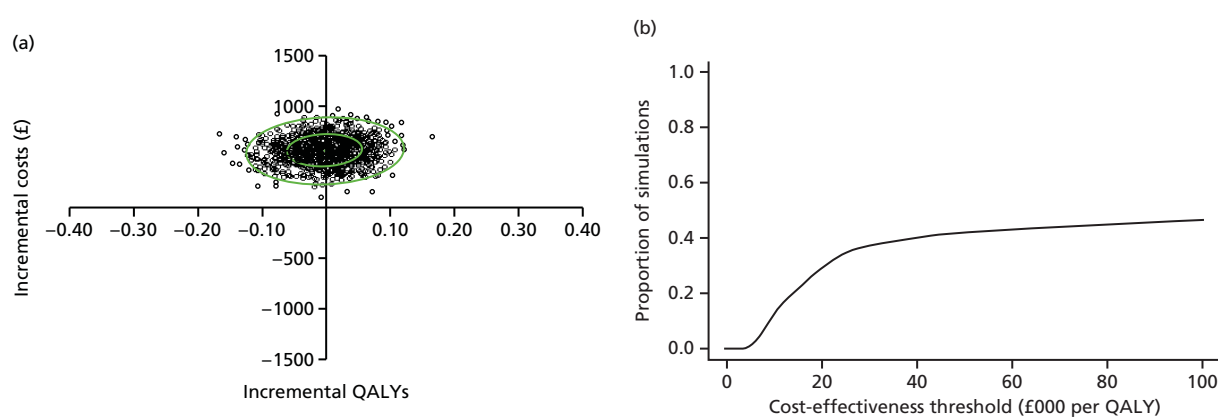 (a)
1500
1000
Incremental costs (£)
−0.40 −0.30 −0.20 −0.10 0.10 0.20 0.30 0.40
−500
−1000
−1500
Incremental QALYs
(b)
1.0
0.8
0.6
0.4
0.2
0.0
Proportion of simulations
0 20 40 60 80 100
Cost-effectiveness threshold (£000 per QALY)